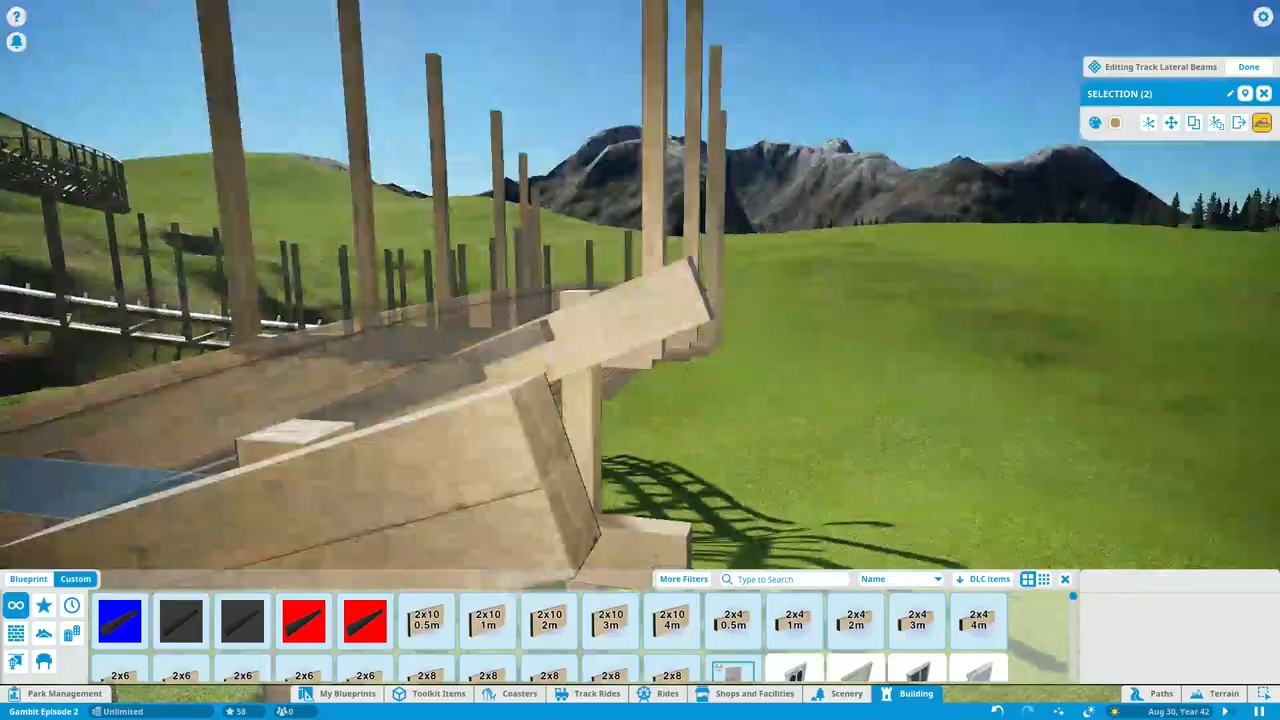 ?
Editing Track Lateral Beams Done
SELECTION (2)
Blueprint Custom More Filters Type to Search Name DLC items
2x10 0.5m 2x10 1m 2x10 2m 2x10 3m 2x10 4m 2x4 0.5m 2x4 1m 2x4 2m 2x4 3m 2x4 4m
2x6 2x6 2x6 2x6 2x6 2x8 2x8 2x8 2x8 2x8
Park Management My Blueprints Toolkit Items Coasters Track Rides Rides Shops and Facilities Scenery Building Paths Terrain
Gambit Episode 2 Unlimited 58 0 Aug 30, Year 42